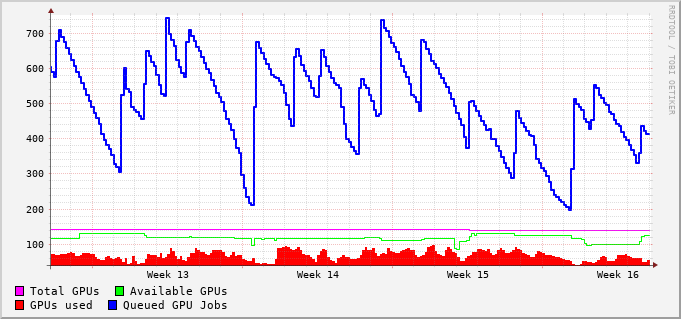 RRDTOOL / TOBI OETIKER
700
600
500
400
300
200
100
Week 13 Week 14 Week 15 Week 16
Total GPUs Available GPUs
GPUs used Queued GPU Jobs